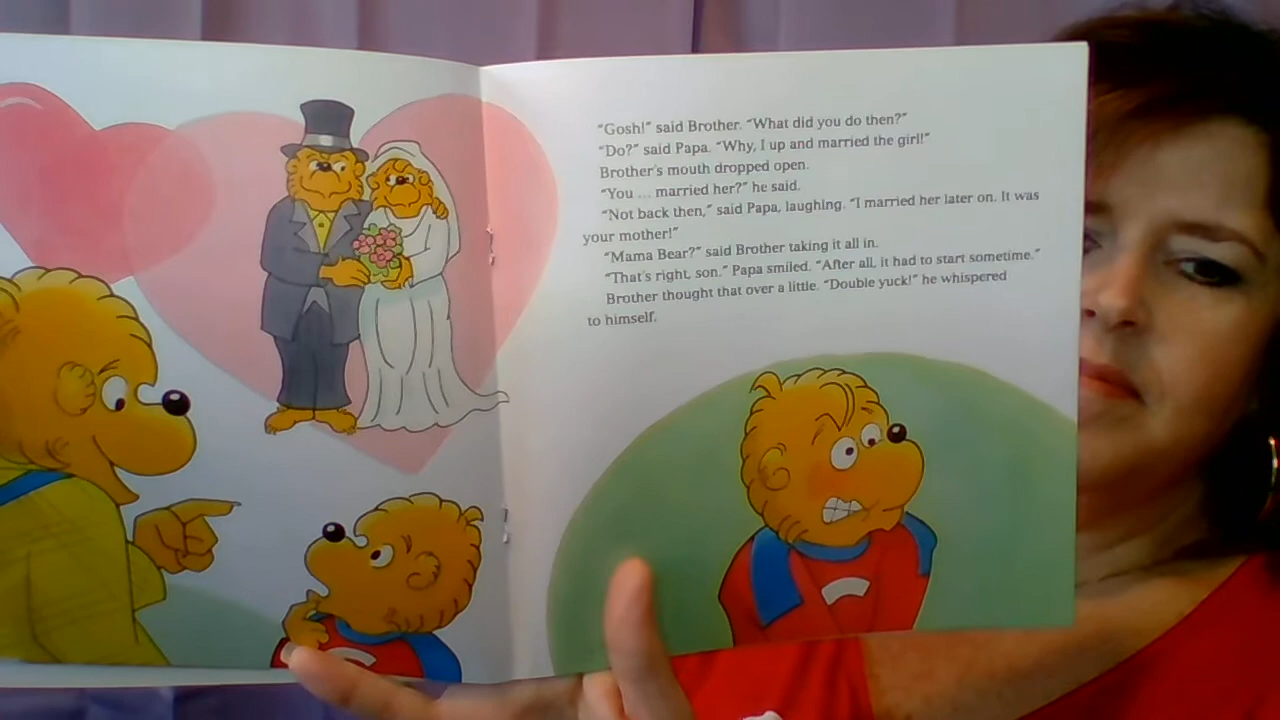 "Gosh!" said Brother. "What did you do then?"
"Do?" said Papa. "Why, I up and married the girl!"
Brother's mouth dropped open.
"You ... married her?" he said.
"Not back then," said Papa, laughing. "I married her later on. It was
your mother!"
"Mama Bear?" said Brother taking it all in.
"That's right, son." Papa smiled. "After all, it had to start sometime."
Brother thought that over a little. "Double yuck!" he whispered
to himself.